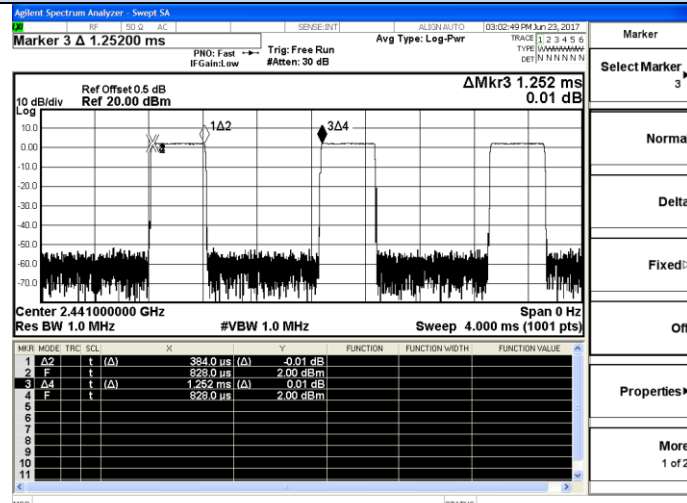 Agilent Spectrum Analyzer - Swept SA
RF 50 Ω AC SENSE:INT ALIGN AUTO 03:02:49 PM Jun 23, 2017
Marker 3 Δ 1.25200 ms
PNO: Fast
IFGain:Low
Trig: Free Run
#Atten: 30 dB
Avg Type: Log-Pwr
TRACE 1 2 3 4 5 6
TYPE WWWWWW
DET N N N N N N
Ref Offset 0.5 dB
10 dB/div Ref 20.00 dBm
Log
ΔMkr3 1.252 ms
0.01 dB
10.0
0.00
-10.0
-20.0
-30.0
-40.0
-50.0
-60.0
-70.0
1Δ2
3Δ4
Center 2.441000000 GHz Span 0 Hz
Res BW 1.0 MHz #VBW 1.0 MHz Sweep 4.000 ms (1001 pts)
MKR MODE TRC SCL X Y FUNCTION FUNCTION WIDTH FUNCTION VALUE
1 Δ2 t (Δ) 384.0 µs (Δ) -0.01 dB
2 F t 828.0 µs 2.00 dBm
3 Δ4 t (Δ) 1.252 ms (Δ) 0.01 dB
4 F t 828.0 µs 2.00 dBm
5
6
7
8
9
10
11
MSG STATUS
Marker
Select Marker
3
Norma
Delta
Fixed
Off
Properties
More
1 of 2